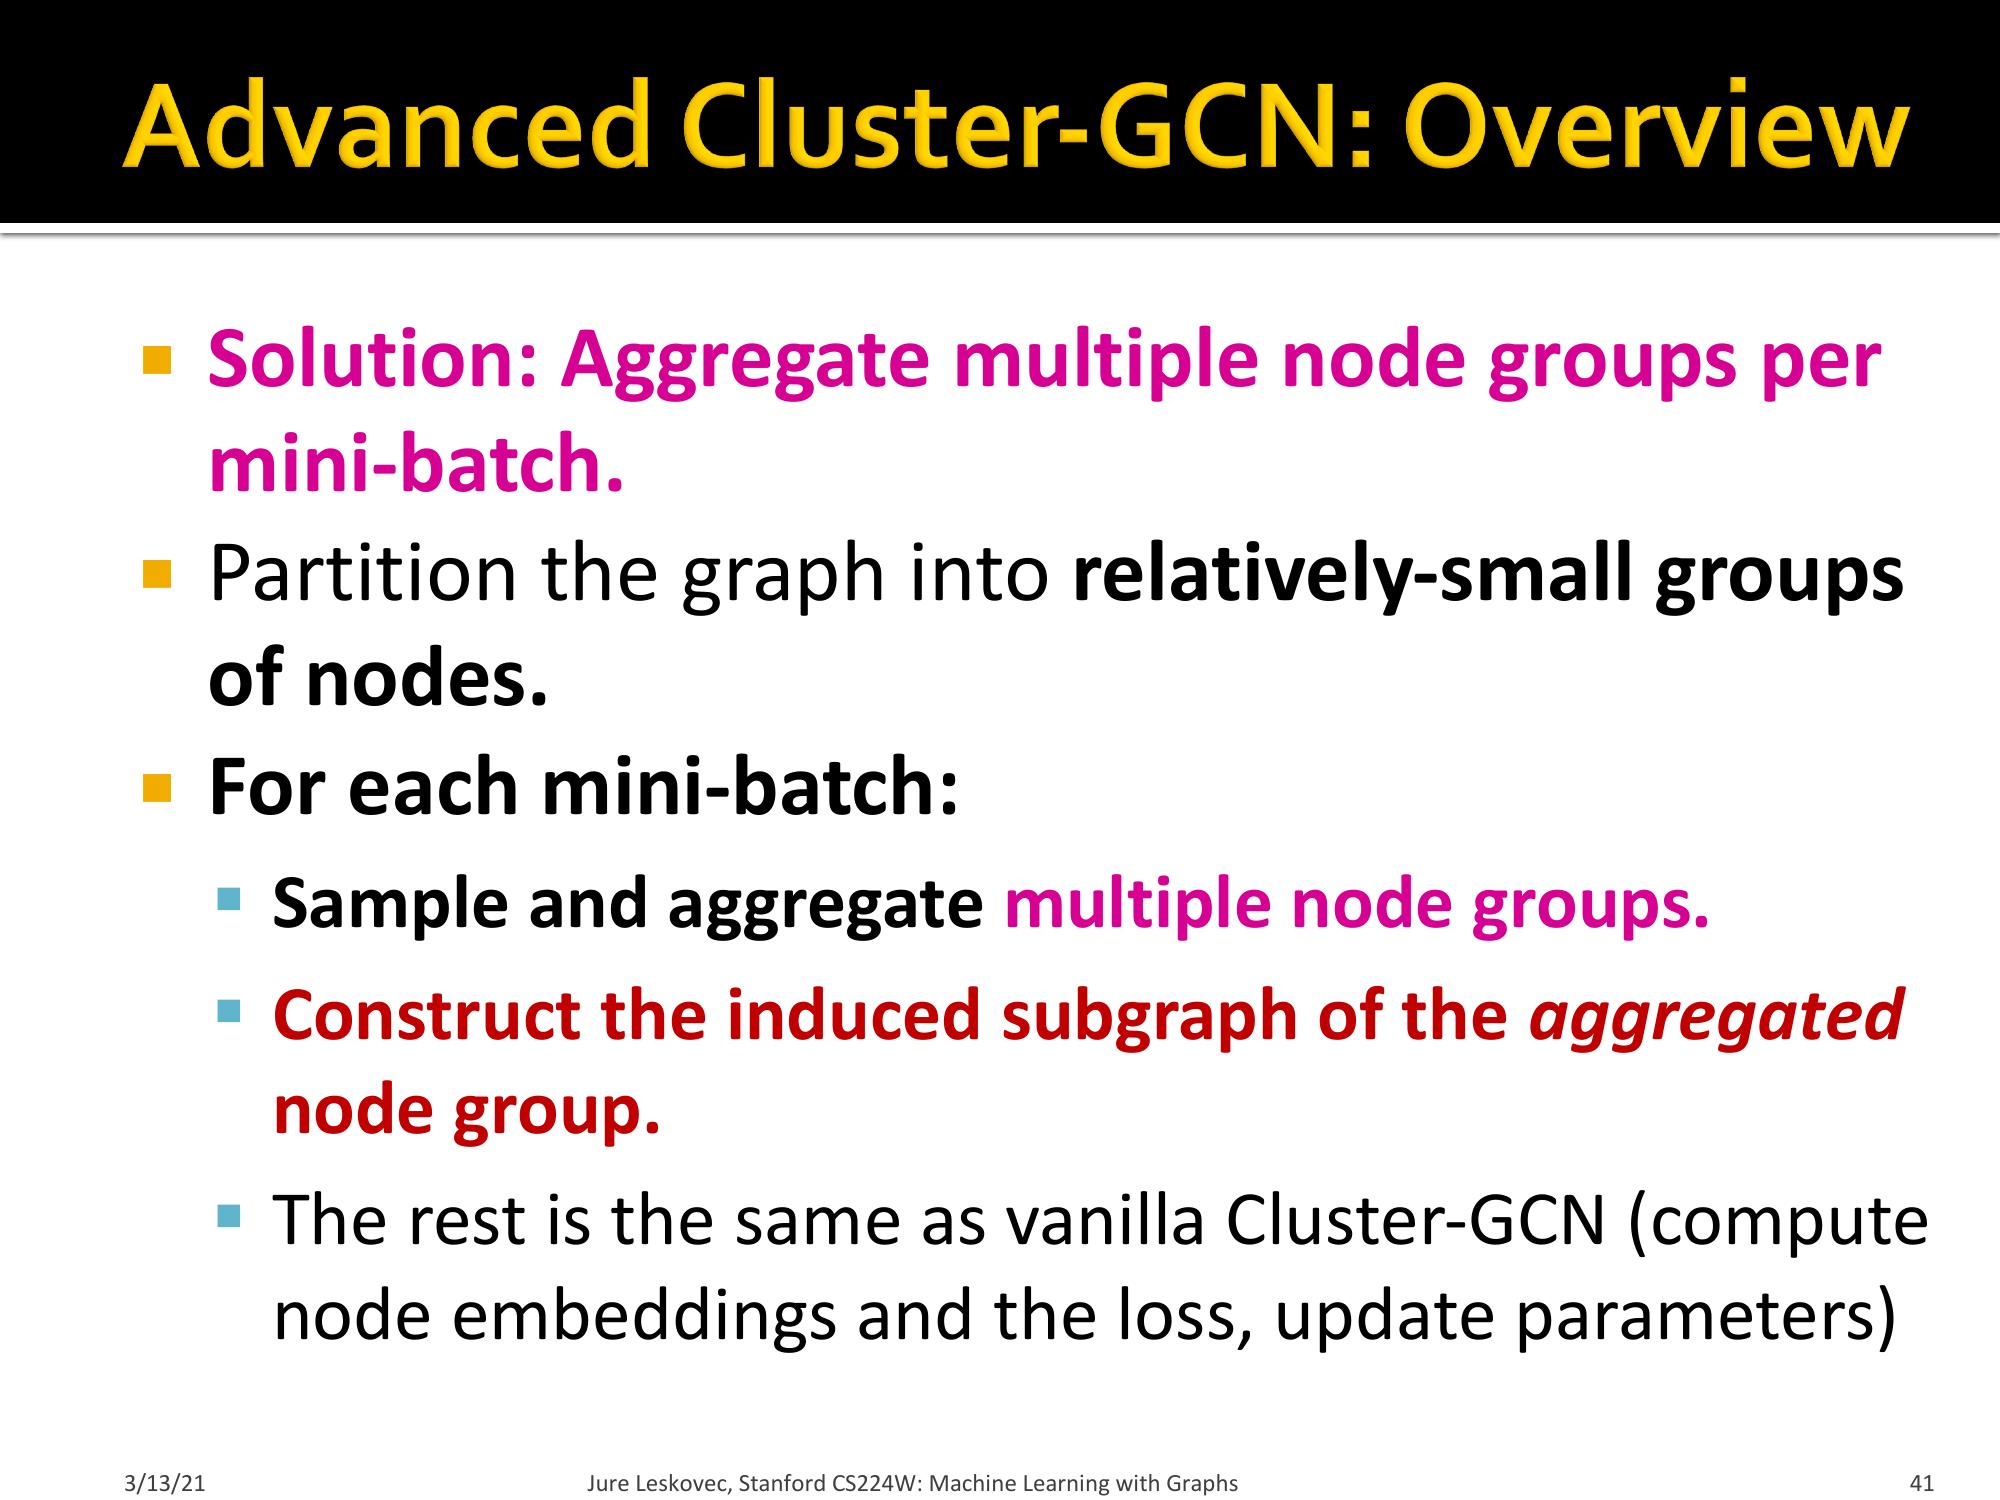 Advanced Cluster-GCN: Overview
Solution: Aggregate multiple node groups per
mini-batch.
Partition the graph into relatively-small groups
of nodes.
For each mini-batch:
Sample and aggregate multiple node groups.
Construct the induced subgraph of the aggregated
node group.
The rest is the same as vanilla Cluster-GCN (compute
node embeddings and the loss, update parameters)
3/13/21
Jure Leskovec, Stanford CS224W: Machine Learning with Graphs
41